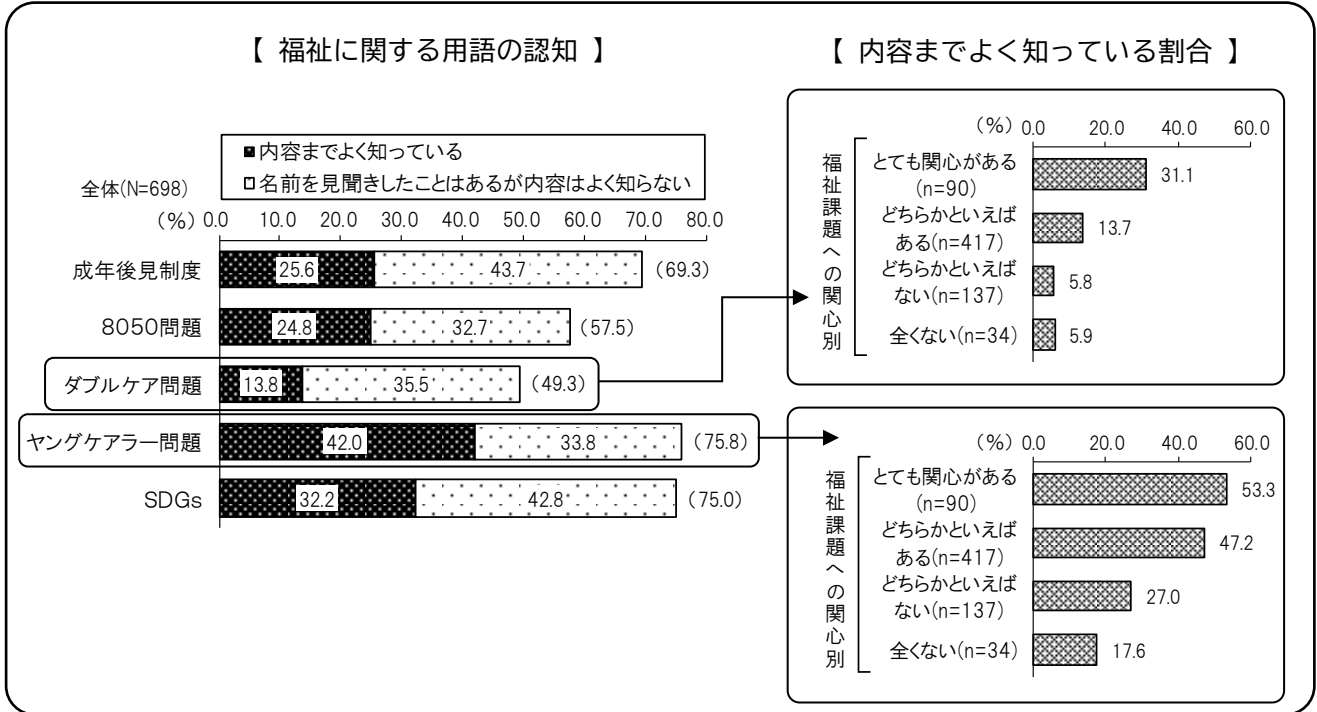 【 福祉に関する用語の認知 】
■内容までよく知っている
□名前を見聞きしたことはあるが内容はよく知らない
全体(N=698)
(%) 0.0 10.0 20.0 30.0 40.0 50.0 60.0 70.0 80.0
成年後見制度 25.6 43.7 (69.3)
8050問題 24.8 32.7 (57.5)
ダブルケア問題 13.8 35.5 (49.3)
ヤングケアラー問題 42.0 33.8 (75.8)
SDGs 32.2 42.8 (75.0)
【 内容までよく知っている割合 】
(%) 0.0 20.0 40.0 60.0
福祉課題への関心別
とても関心がある
(n=90) 31.1
どちらかといえば
ある(n=417) 13.7
どちらかといえば
ない(n=137) 5.8
全くない(n=34) 5.9
(%) 0.0 20.0 40.0 60.0
福祉課題への関心別
とても関心がある
(n=90) 53.3
どちらかといえば
ある(n=417) 47.2
どちらかといえば
ない(n=137) 27.0
全くない(n=34) 17.6